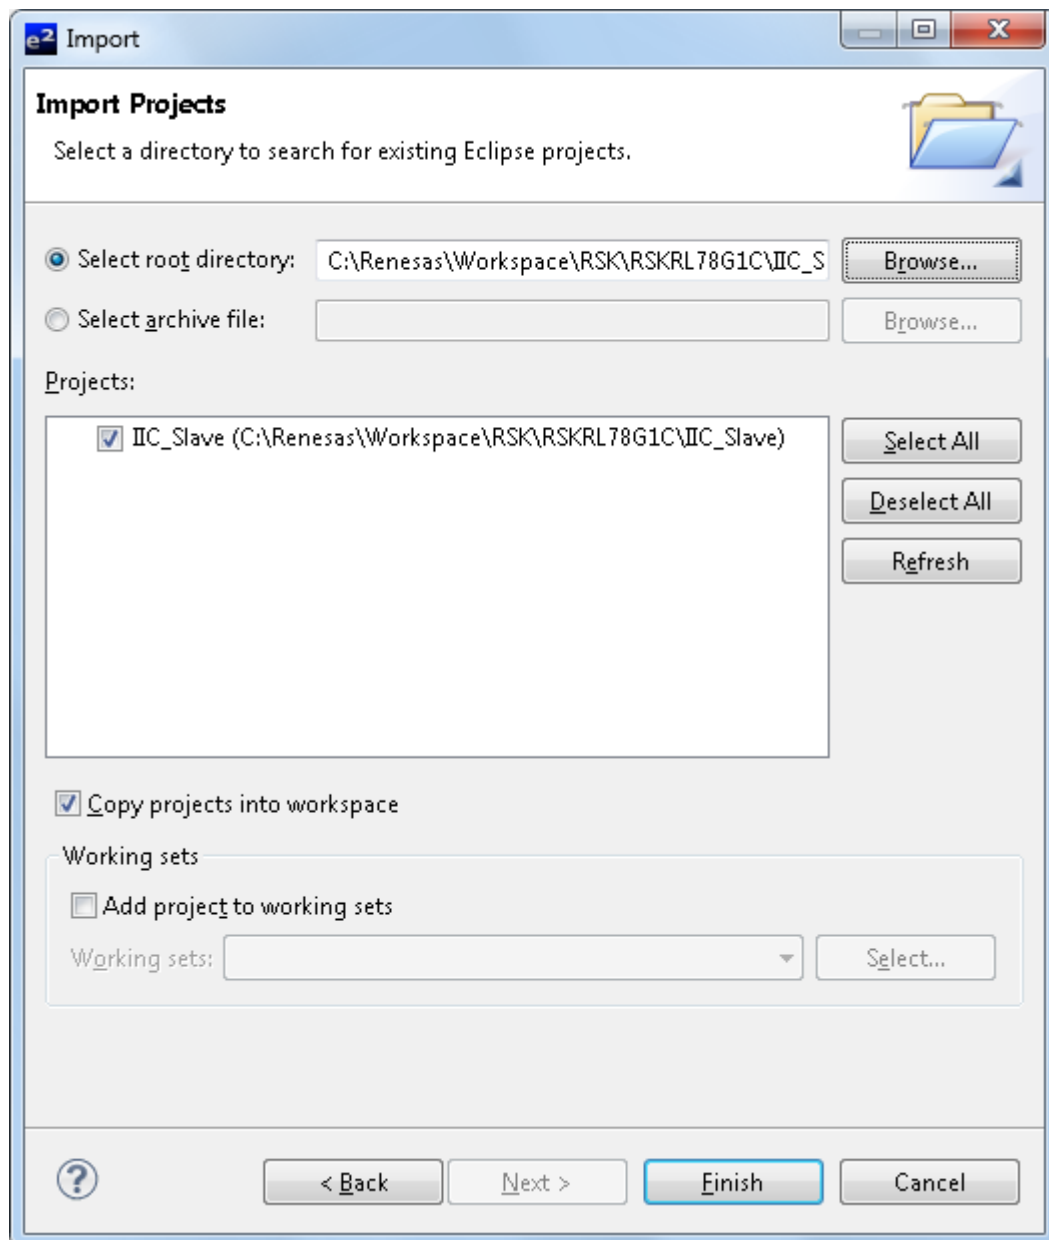 e² Import
Import Projects
Select a directory to search for existing Eclipse projects.
Select root directory: C:\Renesas\Workspace\RSK\RSKRL78G1C\IIC_S Browse...
Select archive file: Browse...
Projects:
IIC_Slave (C:\Renesas\Workspace\RSK\RSKRL78G1C\IIC_Slave)
Select All
Deselect All
Refresh
Copy projects into workspace
Working sets
Add project to working sets
Working sets: Select...
? < Back Next > Finish Cancel